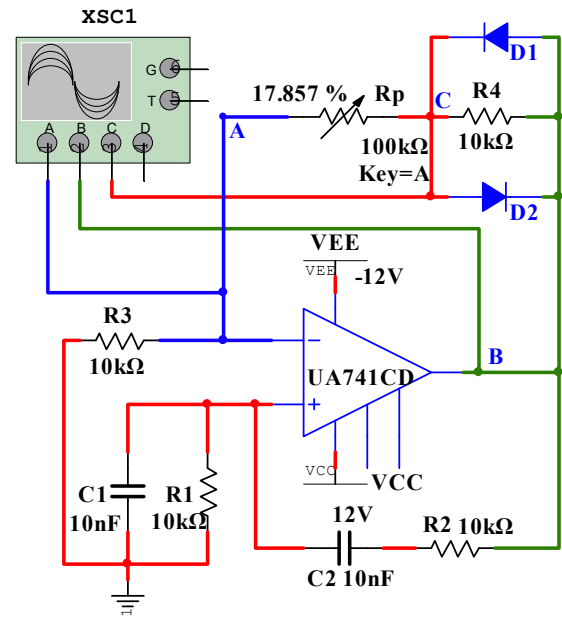 XSC1
G
T
A B C D
17.857 %
Rp
100kΩ
Key=A
A
C
D1
R4
10kΩ
D2
VEE
VEE
-12V
R3
10kΩ
UA741CD
B
VCC
VCC
12V
C1
10nF
R1
10kΩ
R2 10kΩ
C2 10nF